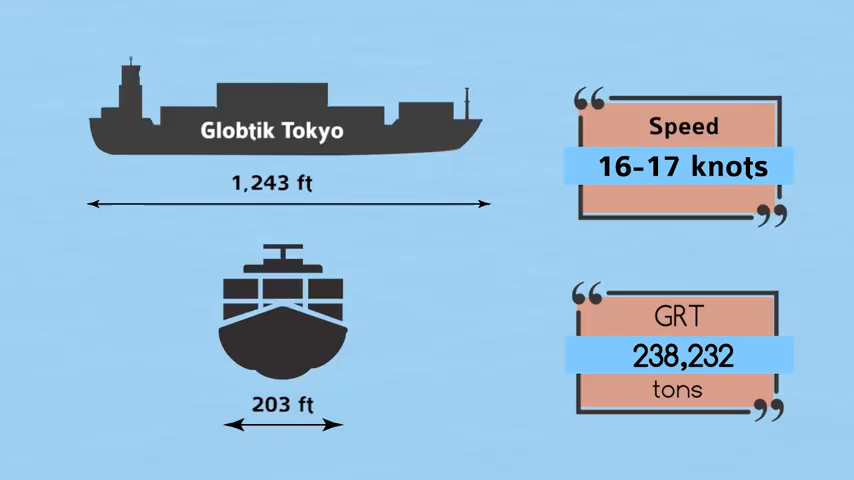 Globtik Tokyo
1,243 ft
203 ft
Speed
16-17 knots
GRT
238,232
tons